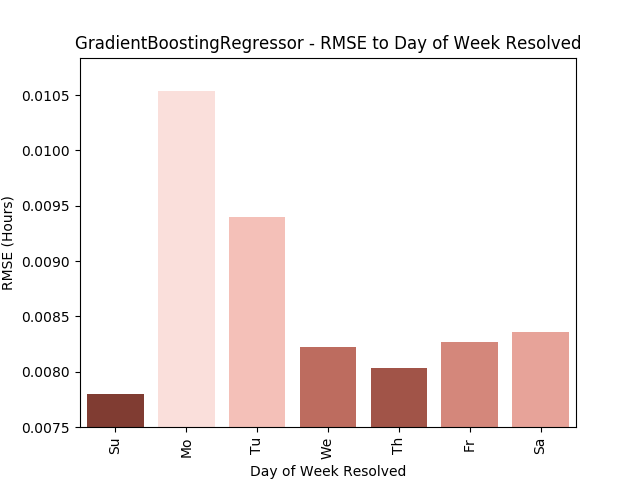 GradientBoostingRegressor - RMSE to Day of Week Resolved
0.0105
0.0100
0.0095
0.0090
0.0085
0.0080
0.0075
RMSE (Hours)
Su
Mo
Tu
We
Th
Fr
Sa
Day of Week Resolved